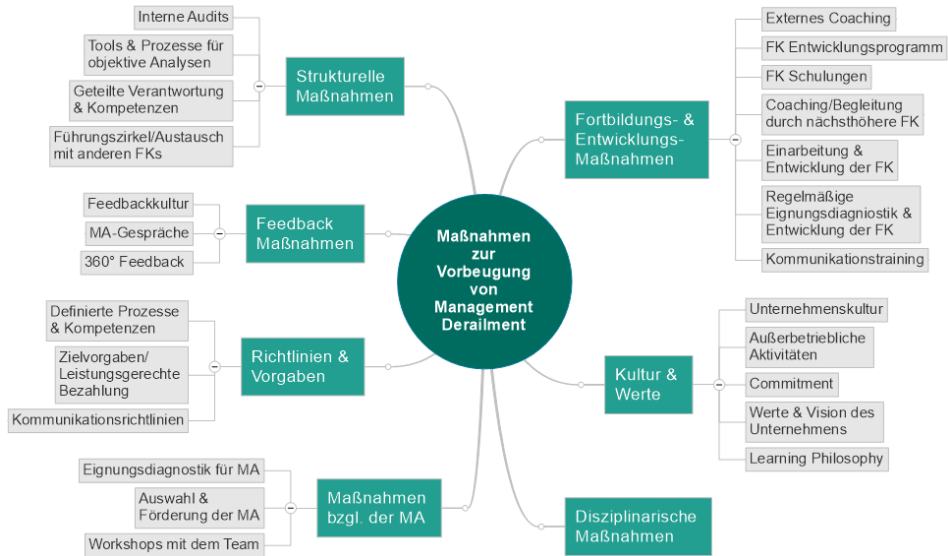 Maßnahmen
zur
Vorbeugung
von
Management
Derailment
Strukturelle
Maßnahmen
Interne Audits
Tools & Prozesse für
objektive Analysen
Geteilte Verantwortung
& Kompetenzen
Führungszirkel/Austausch
mit anderen FKs
Feedback
Maßnahmen
Feedbackkultur
MA-Gespräche
360° Feedback
Richtlinien &
Vorgaben
Definierte Prozesse
& Kompetenzen
Zielvorgaben/
Leistungsgerechte
Bezahlung
Kommunikationsrichtlinien
Maßnahmen
bzgl. der MA
Eignungsdiagnostik für MA
Auswahl &
Förderung der MA
Workshops mit dem Team
Fortbildungs- &
Entwicklungs-
Maßnahmen
Externes Coaching
FK Entwicklungsprogramm
FK Schulungen
Coaching/Begleitung
durch nächsthöhere FK
Einarbeitung &
Entwicklung der FK
Regelmäßige
Eignungsdiagniostik &
Entwicklung der FK
Kommunikationstraining
Kultur &
Werte
Unternehmenskultur
Außerbetriebliche
Aktivitäten
Commitment
Werte & Vision des
Unternehmens
Learning Philosophy
Disziplinarische
Maßnahmen